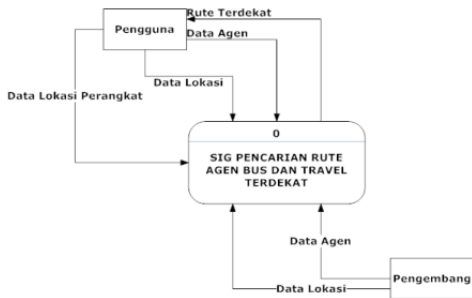 Rute Terdekat
Pengguna
Data Agen
Data Lokasi
Data Lokasi Perangkat
0
SIG PENCARIAN RUTE
AGEN BUS DAN TRAVEL
TERDEKAT
Data Agen
Pengembang
Data Lokasi